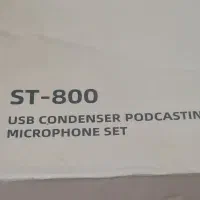 ST-800
USB CONDENSER PODCASTIN
MICROPHONE SET